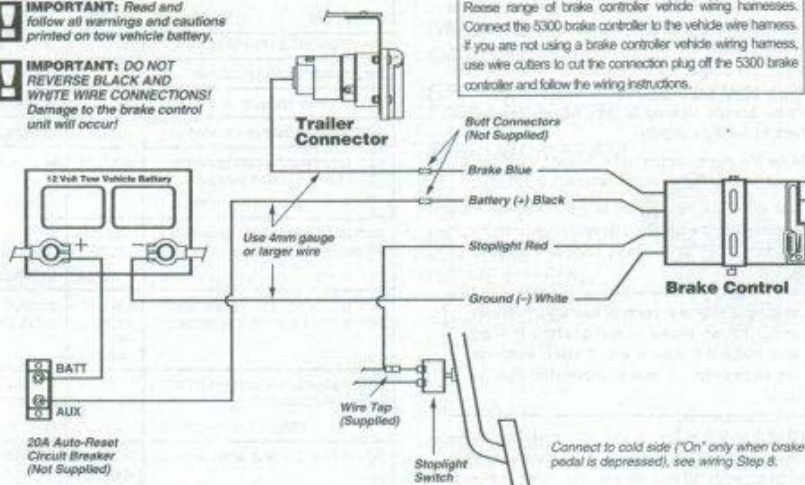 IMPORTANT: Read and
follow all warnings and cautions
printed on tow vehicle battery.
IMPORTANT: DO NOT
REVERSE BLACK AND
WHITE WIRE CONNECTIONS!
Damage to the brake control
unit will occur!
Reese range of brake controller vehicle wiring harnesses.
Connect the 5300 brake controller to the vehicle wire harness.
If you are not using a brake controller vehicle wiring harness,
use wire cutters to cut the connection plug off the 5300 brake
controller and follow the wiring instructions.
Trailer
Connector
Butt Connectors
(Not Supplied)
Brake Blue
12 Volt Tow Vehicle Battery
Battery (+) Black
+
−
Use 4mm gauge
or larger wire
Stoplight Red
Brake Control
Ground (−) White
BATT
AUX
Wire Tap
(Supplied)
20A Auto-Reset
Circuit Breaker
(Not Supplied)
Stoplight
Switch
Connect to cold side ("On" only when brake
pedal is depressed), see wiring Step 8.